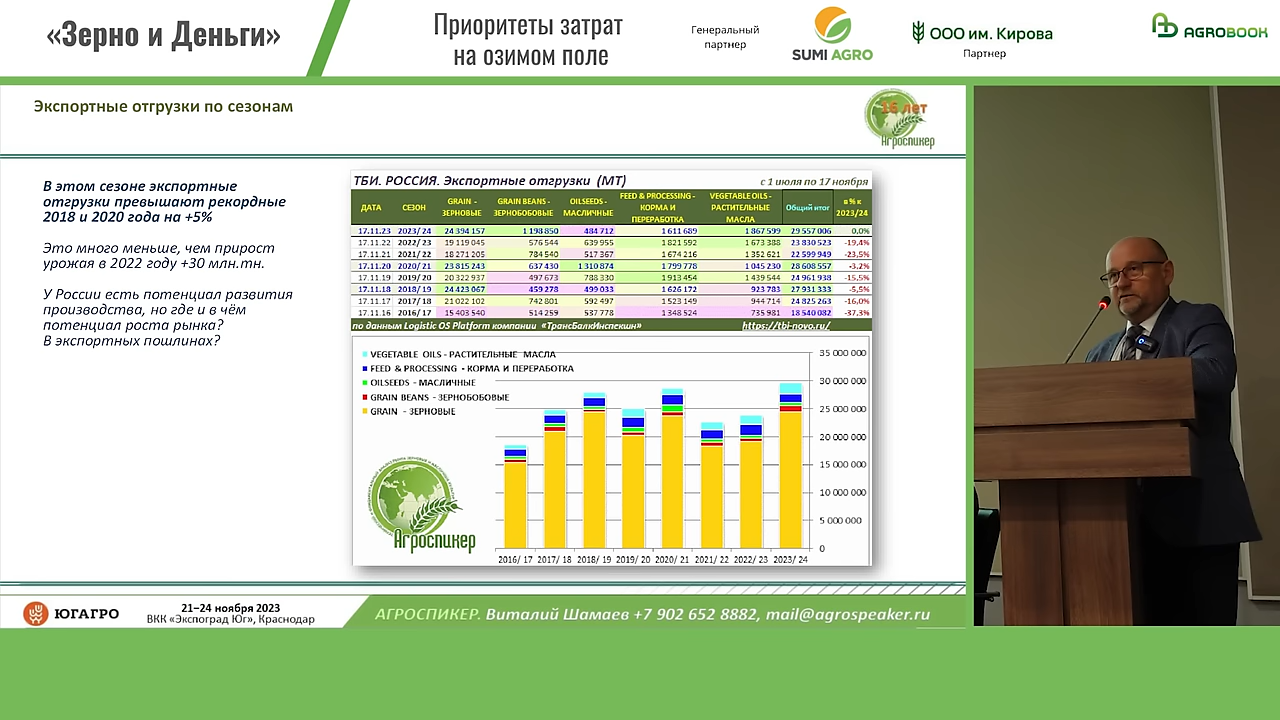 «Зерно и Деньги»
Приоритеты затрат
на озимом поле
Генеральный
партнер
SUMI AGRO
ООО им. Кирова
Партнер
AGROBOOK
Экспортные отгрузки по сезонам
16 лет
Агроспикер
В этом сезоне экспортные
отгрузки превышают рекордные
2018 и 2020 года на +5%
Это много меньше, чем прирост
урожая в 2022 году +30 млн.тн.
У России есть потенциал развития
производства, но где и в чём
потенциал роста рынка?
В экспортных пошлинах?
ТБИ. РОССИЯ. Экспортные отгрузки (МТ) с 1 июля по 17 ноября
ДАТА СЕЗОН GRAIN - ЗЕРНОВЫЕ GRAIN BEANS - ЗЕРНОБОБОВЫЕ OILSEEDS - МАСЛИЧНЫЕ FEED & PROCESSING - КОРМА И ПЕРЕРАБОТКА VEGETABLE OILS - РАСТИТЕЛЬНЫЕ МАСЛА Общий итог в % к 2023/24
17.11.23 2023/ 24 24 394 157 1 198 850 484 712 1 611 689 1 867 599 29 557 006 0,0%
17.11.22 2022/ 23 19 119 045 576 544 639 955 1 821 592 1 673 388 23 830 523 -19,4%
17.11.21 2021/ 22 18 271 205 784 540 517 367 1 674 216 1 352 621 22 599 949 -23,5%
17.11.20 2020/ 21 23 815 243 637 430 1 310 874 1 799 778 1 045 230 28 608 557 -3,2%
17.11.19 2019/ 20 20 322 937 497 673 788 330 1 913 454 1 439 544 24 961 938 -15,5%
17.11.18 2018/ 19 24 423 067 459 278 499 033 1 626 172 923 783 27 931 333 -5,5%
17.11.17 2017/ 18 21 022 102 742 801 592 497 1 523 149 944 714 24 825 263 -16,0%
17.11.16 2016/ 17 15 403 540 514 259 537 778 1 348 524 735 981 18 540 082 -37,3%
по данным Logistic OS Platform компании «ТрансБалкИнспекшн» https://tbi-novo.ru/
VEGETABLE OILS - РАСТИТЕЛЬНЫЕ МАСЛА
FEED & PROCESSING - КОРМА И ПЕРЕРАБОТКА
OILSEEDS - МАСЛИЧНЫЕ
GRAIN BEANS - ЗЕРНОБОБОВЫЕ
GRAIN - ЗЕРНОВЫЕ
35 000 000
30 000 000
25 000 000
20 000 000
15 000 000
10 000 000
5 000 000
0
Агроспикер
2016/ 17 2017/ 18 2018/ 19 2019/ 20 2020/ 21 2021/ 22 2022/ 23 2023/ 24
ЮГАГРО
21–24 ноября 2023
ВКК «Экспоград Юг», Краснодар
АГРОСПИКЕР. Виталий Шамаев +7 902 652 8882, mail@agrospeaker.ru